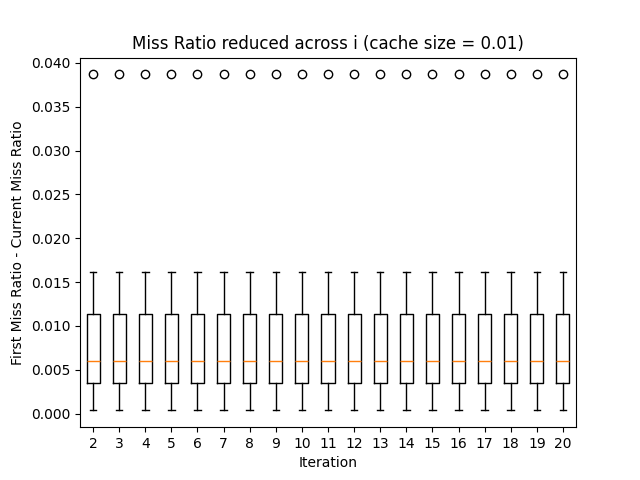 Miss Ratio reduced across i (cache size = 0.01)
First Miss Ratio - Current Miss Ratio
0.040
0.035
0.030
0.025
0.020
0.015
0.010
0.005
0.000
2 3 4 5 6 7 8 9 10 11 12 13 14 15 16 17 18 19 20
Iteration